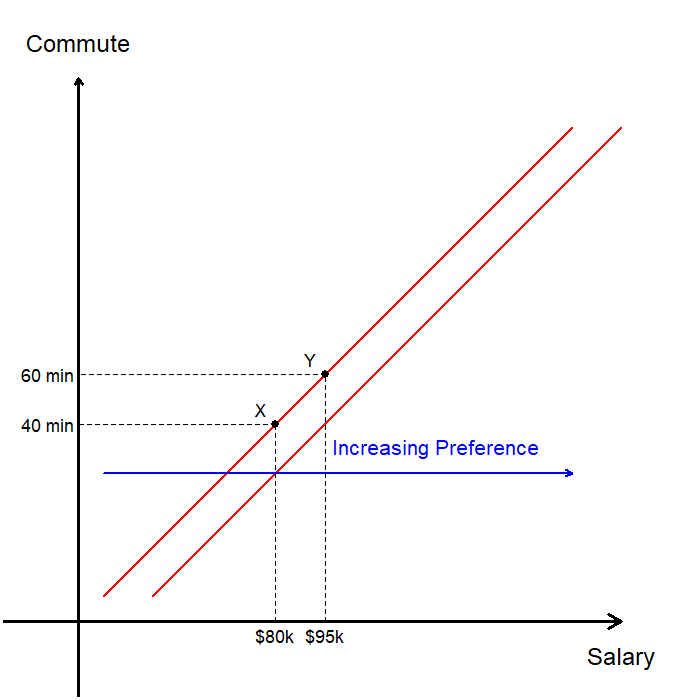 Commute
Y
60 min
X
40 min
Increasing Preference
$80k $95k
Salary